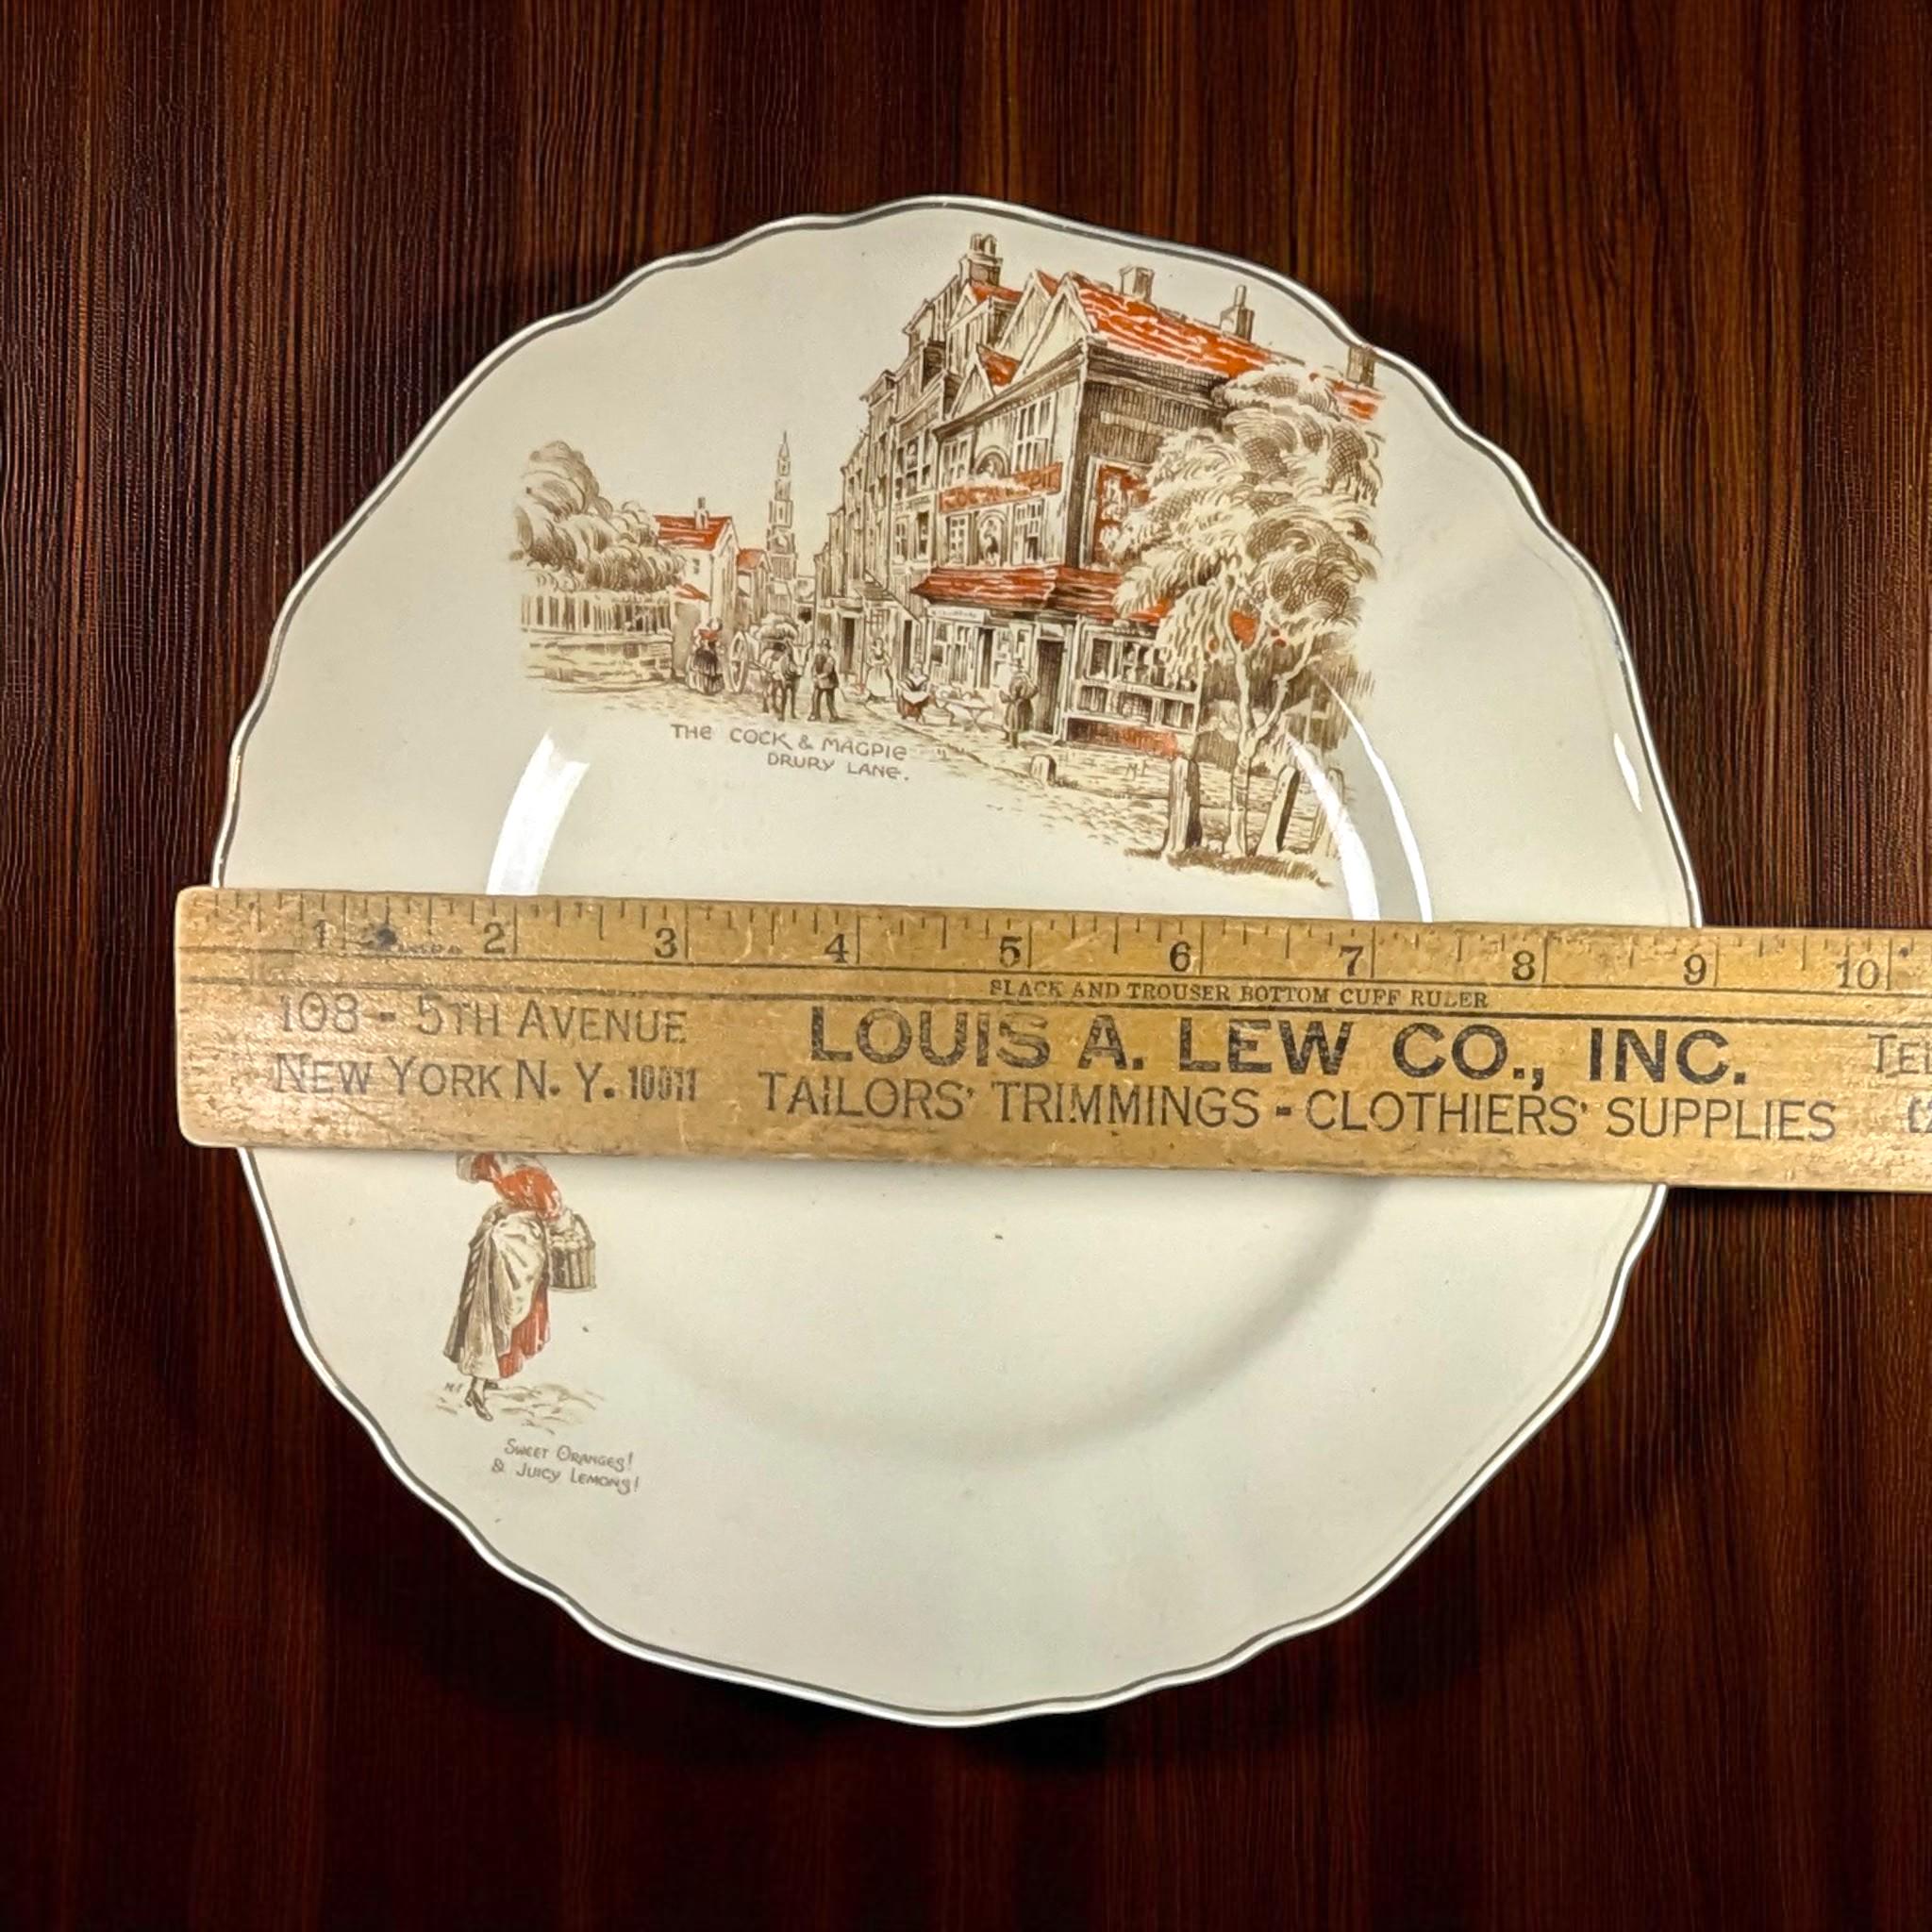 THE COCK & MAGPIE
DRURY LANE.
1 2 3 4 5 6 7 8 9 10
SLACK AND TROUSER BOTTOM CUFF RULER
108 - 5TH AVENUE
NEW YORK N. Y. 10011
LOUIS A. LEW CO., INC.
TAILORS' TRIMMINGS - CLOTHIERS' SUPPLIES
TEL
SWEET ORANGES!
& JUICY LEMONS!